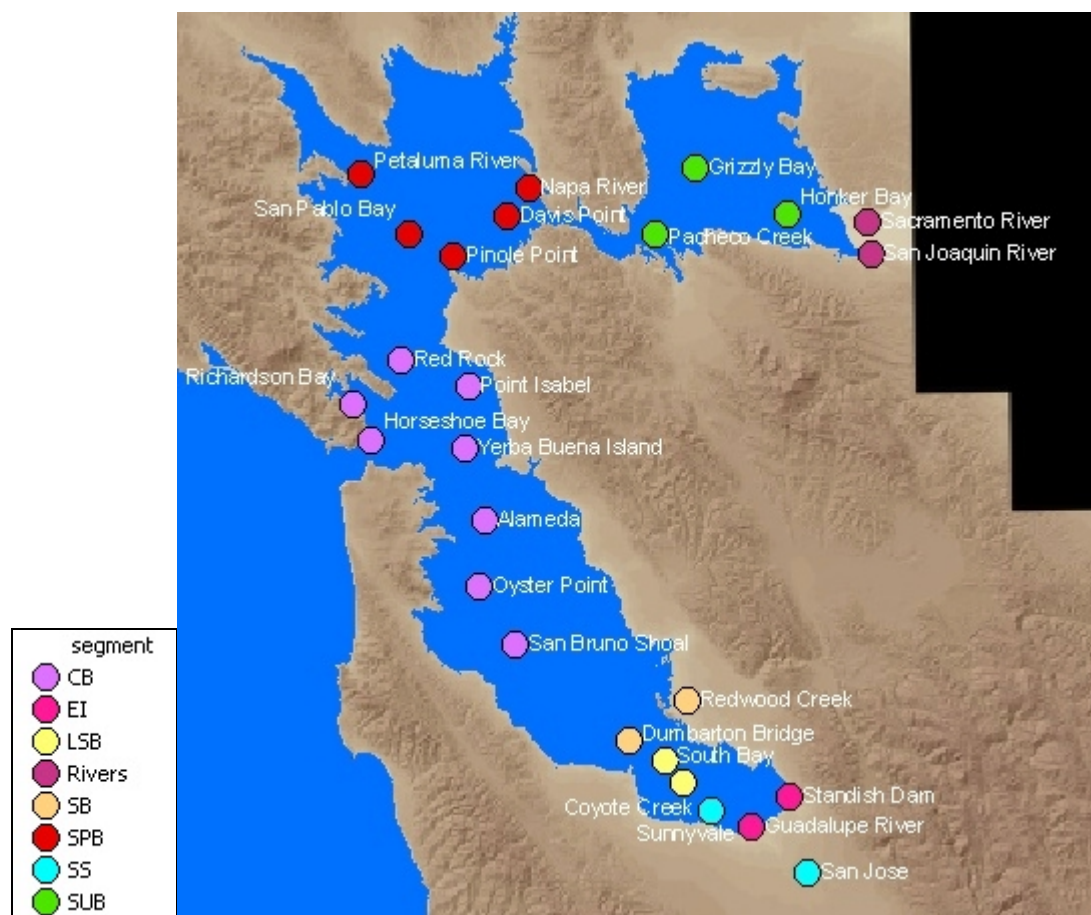 Petaluma River
Grizzly Bay
Napa River
Honker Bay
San Pablo Bay
Davis Point
Sacramento River
Pacheco Creek
Pinole Point
San Joaquin River
Red Rock
Richardson Bay
Point Isabel
Horseshoe Bay
Yerba Buena Island
Alameda
Oyster Point
San Bruno Shoal
Redwood Creek
Dumbarton Bridge
South Bay
Standish Dam
Coyote Creek
Sunnyvale
Guadalupe River
San Jose
segment
CB
EI
LSB
Rivers
SB
SPB
SS
SUB